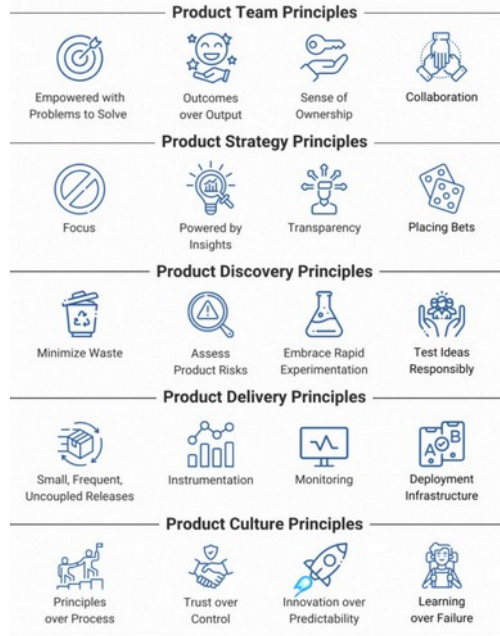 Product Team Principles
Empowered with
Problems to Solve
Outcomes
over Output
Sense of
Ownership
Collaboration
Product Strategy Principles
Focus
Powered by
Insights
Transparency
Placing Bets
Product Discovery Principles
Minimize Waste
Assess
Product Risks
Embrace Rapid
Experimentation
Test Ideas
Responsibly
Product Delivery Principles
Small, Frequent,
Uncoupled Releases
Instrumentation
Monitoring
A B
Deployment
Infrastructure
Product Culture Principles
Principles
over Process
Trust over
Control
Innovation over
Predictability
Learning
over Failure